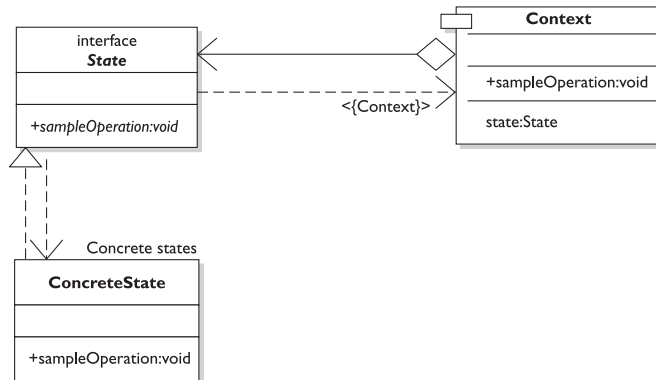 interface
State
+sampleOperation:void
Context
+sampleOperation:void
state:State
<{Context}>
Concrete states
ConcreteState
+sampleOperation:void